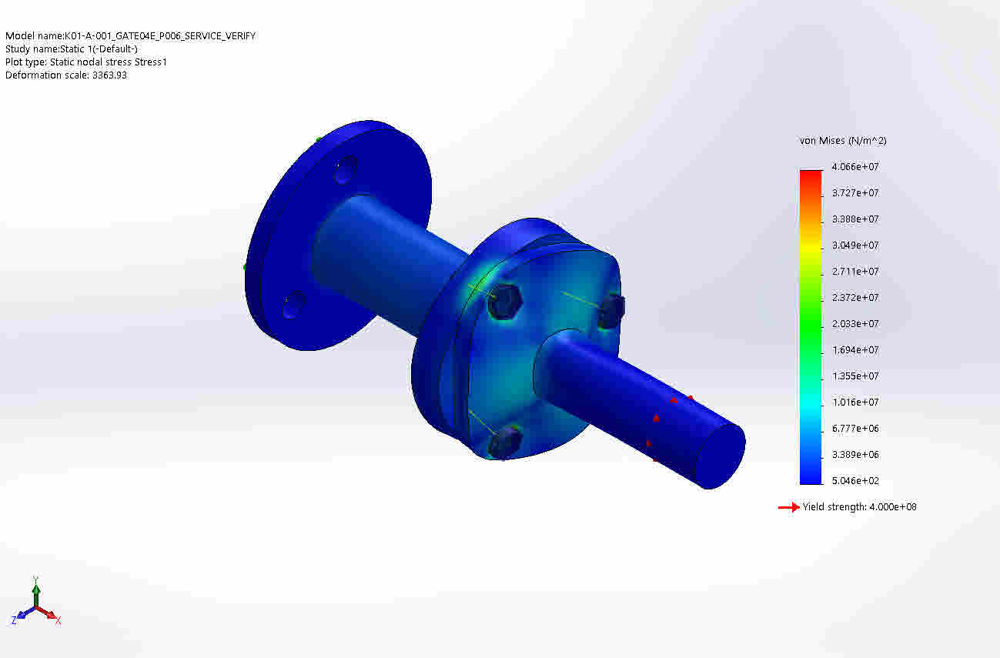 Model name:K01-A-001_GATE04E_P006_SERVICE_VERIFY
Study name:Static 1(-Default-)
Plot type: Static nodal stress Stress1
Deformation scale: 3363.93
von Mises (N/m^2)
4.066e+07
3.727e+07
3.388e+07
3.049e+07
2.711e+07
2.372e+07
2.033e+07
1.694e+07
1.355e+07
1.016e+07
6.777e+06
3.389e+06
5.046e+02
Yield strength: 4.000e+08
Y
Z
X